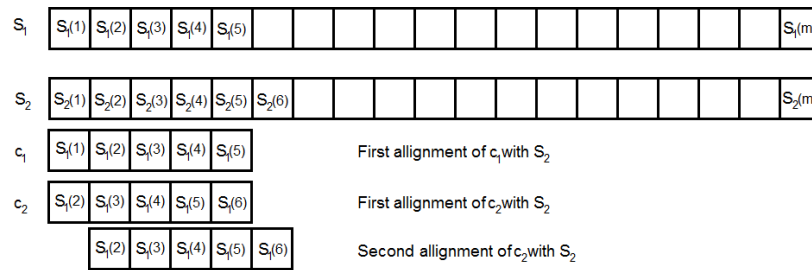 S₁ S₁(1) S₁(2) S₁(3) S₁(4) S₁(5) S₁(m
S₂ S₂(1) S₂(2) S₂(3) S₂(4) S₂(5) S₂(6) S₂(m
c₁ S₁(1) S₁(2) S₁(3) S₁(4) S₁(5) First allignment of c₁ with S₂
c₂ S₁(2) S₁(3) S₁(4) S₁(5) S₁(6) First allignment of c₂ with S₂
S₁(2) S₁(3) S₁(4) S₁(5) S₁(6) Second allignment of c₂ with S₂